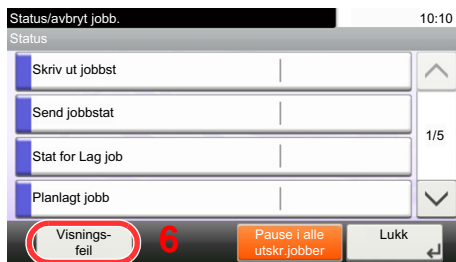 Status/avbryt jobb.
10:10
Status
Skriv ut jobbst
Send jobbstat
Stat for Lag job
Planlagt jobb
1/5
Visnings-
feil
6
Pause i alle
utskr.jobber
Lukk